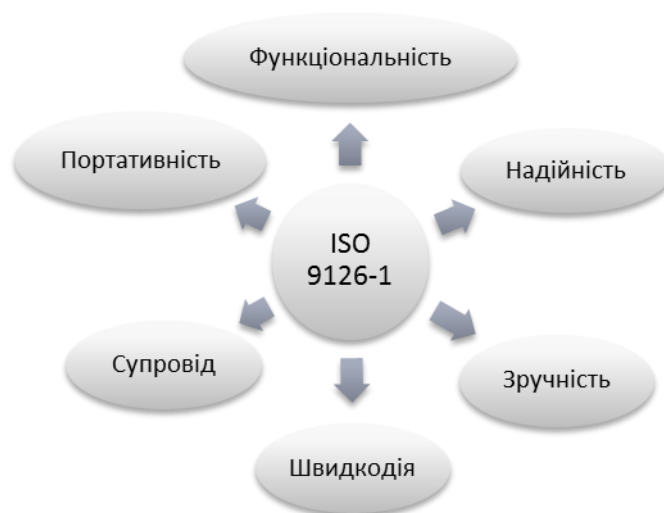 Функціональність
Портативність
Надійність
ISO
9126-1
Супровід
Зручність
Швидкодія